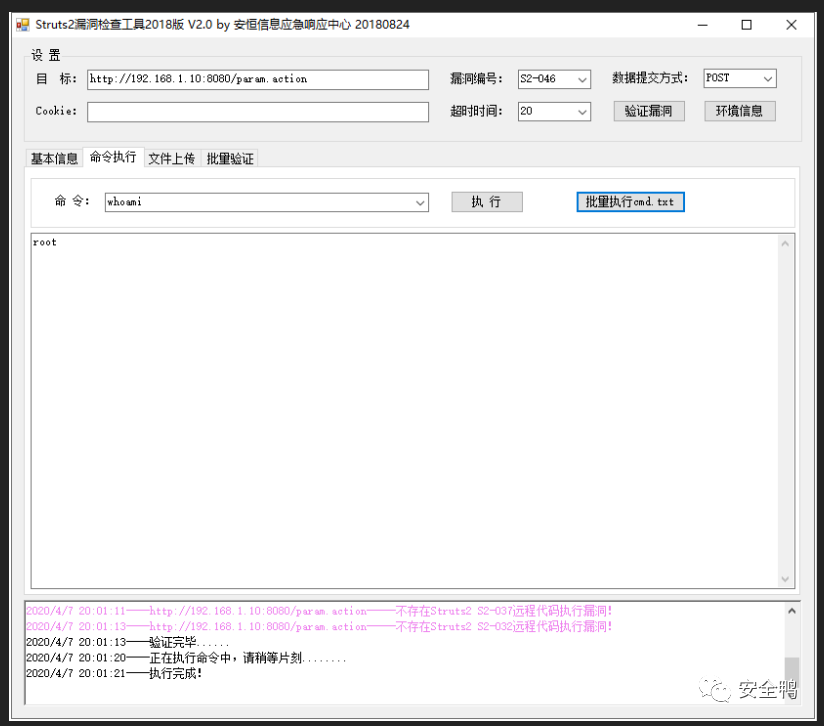 Struts2漏洞检查工具2018版 V2.0 by 安恒信息应急响应中心 20180824
设 置
目 标: http://192.168.1.10:8080/param.action 漏洞编号: S2-046 数据提交方式: POST
Cookie: 超时时间: 20 验证漏洞 环境信息
基本信息 命令执行 文件上传 批量验证
命 令: whoami 执 行 批量执行cmd.txt
root
2020/4/7 20:01:11——http://192.168.1.10:8080/param.action——不存在Struts2 S2-037远程代码执行漏洞!
2020/4/7 20:01:13——http://192.168.1.10:8080/param.action——不存在Struts2 S2-032远程代码执行漏洞!
2020/4/7 20:01:13——验证完毕......
2020/4/7 20:01:20——正在执行命令中，请稍等片刻........
2020/4/7 20:01:21——执行完成!
安全鸭